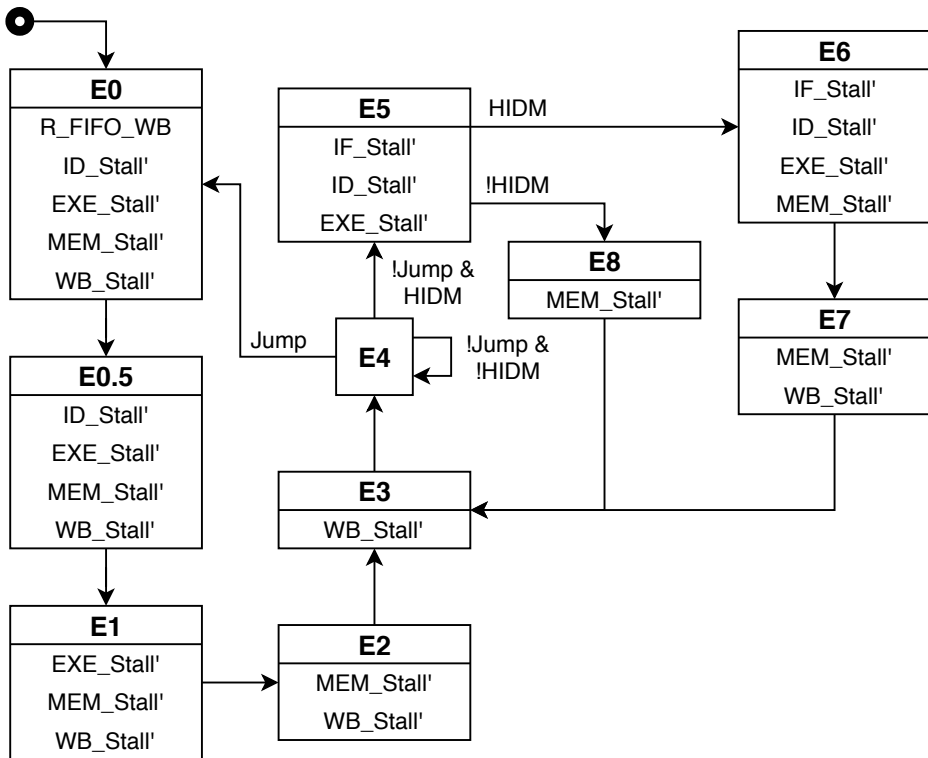 E0
R_FIFO_WB
ID_Stall'
EXE_Stall'
MEM_Stall'
WB_Stall'
E0.5
ID_Stall'
EXE_Stall'
MEM_Stall'
WB_Stall'
E1
EXE_Stall'
MEM_Stall'
WB_Stall'
E2
MEM_Stall'
WB_Stall'
E3
WB_Stall'
E4
Jump
!Jump &
!HIDM
!Jump &
HIDM
E5
IF_Stall'
ID_Stall'
EXE_Stall'
HIDM
!HIDM
E6
IF_Stall'
ID_Stall'
EXE_Stall'
MEM_Stall'
E7
MEM_Stall'
WB_Stall'
E8
MEM_Stall'